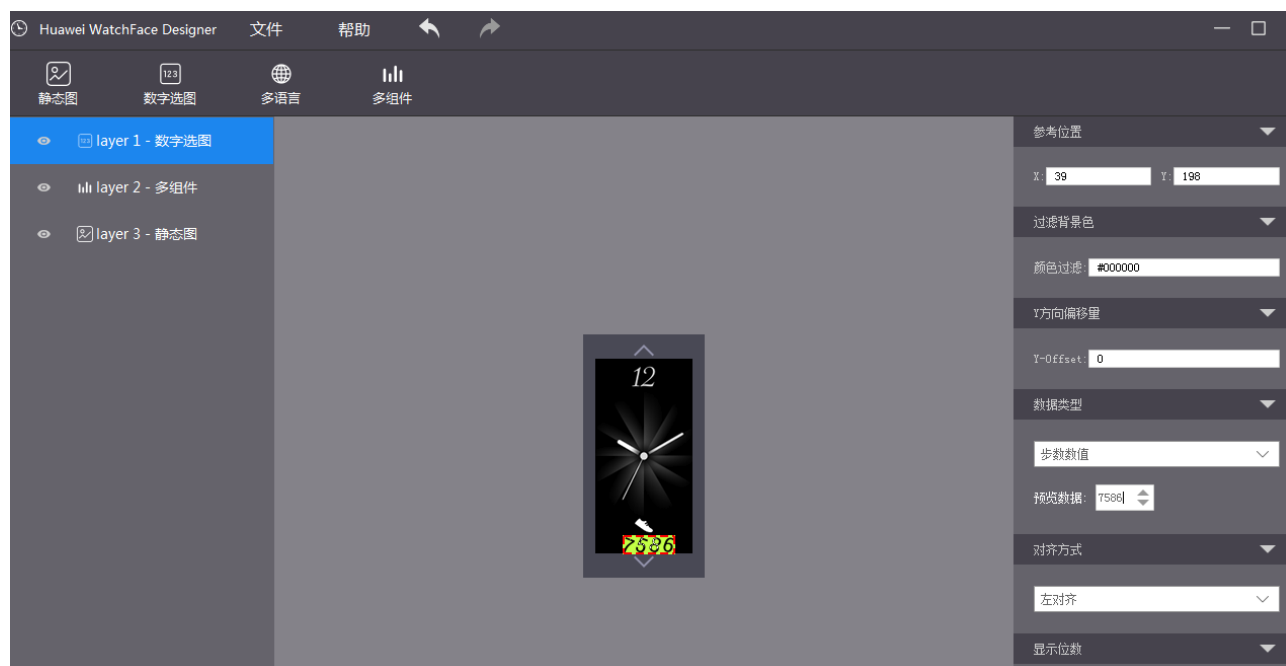 Huawei WatchFace Designer 文件 帮助
静态图 数字选图 多语言 多组件
layer 1 - 数字选图
layer 2 - 多组件
layer 3 - 静态图
12
7586
参考位置
X: 39 Y: 198
过滤背景色
颜色过滤: #000000
Y方向偏移量
Y-Offset: 0
数据类型
步数数值
预览数据: 7586
对齐方式
左对齐
显示位数